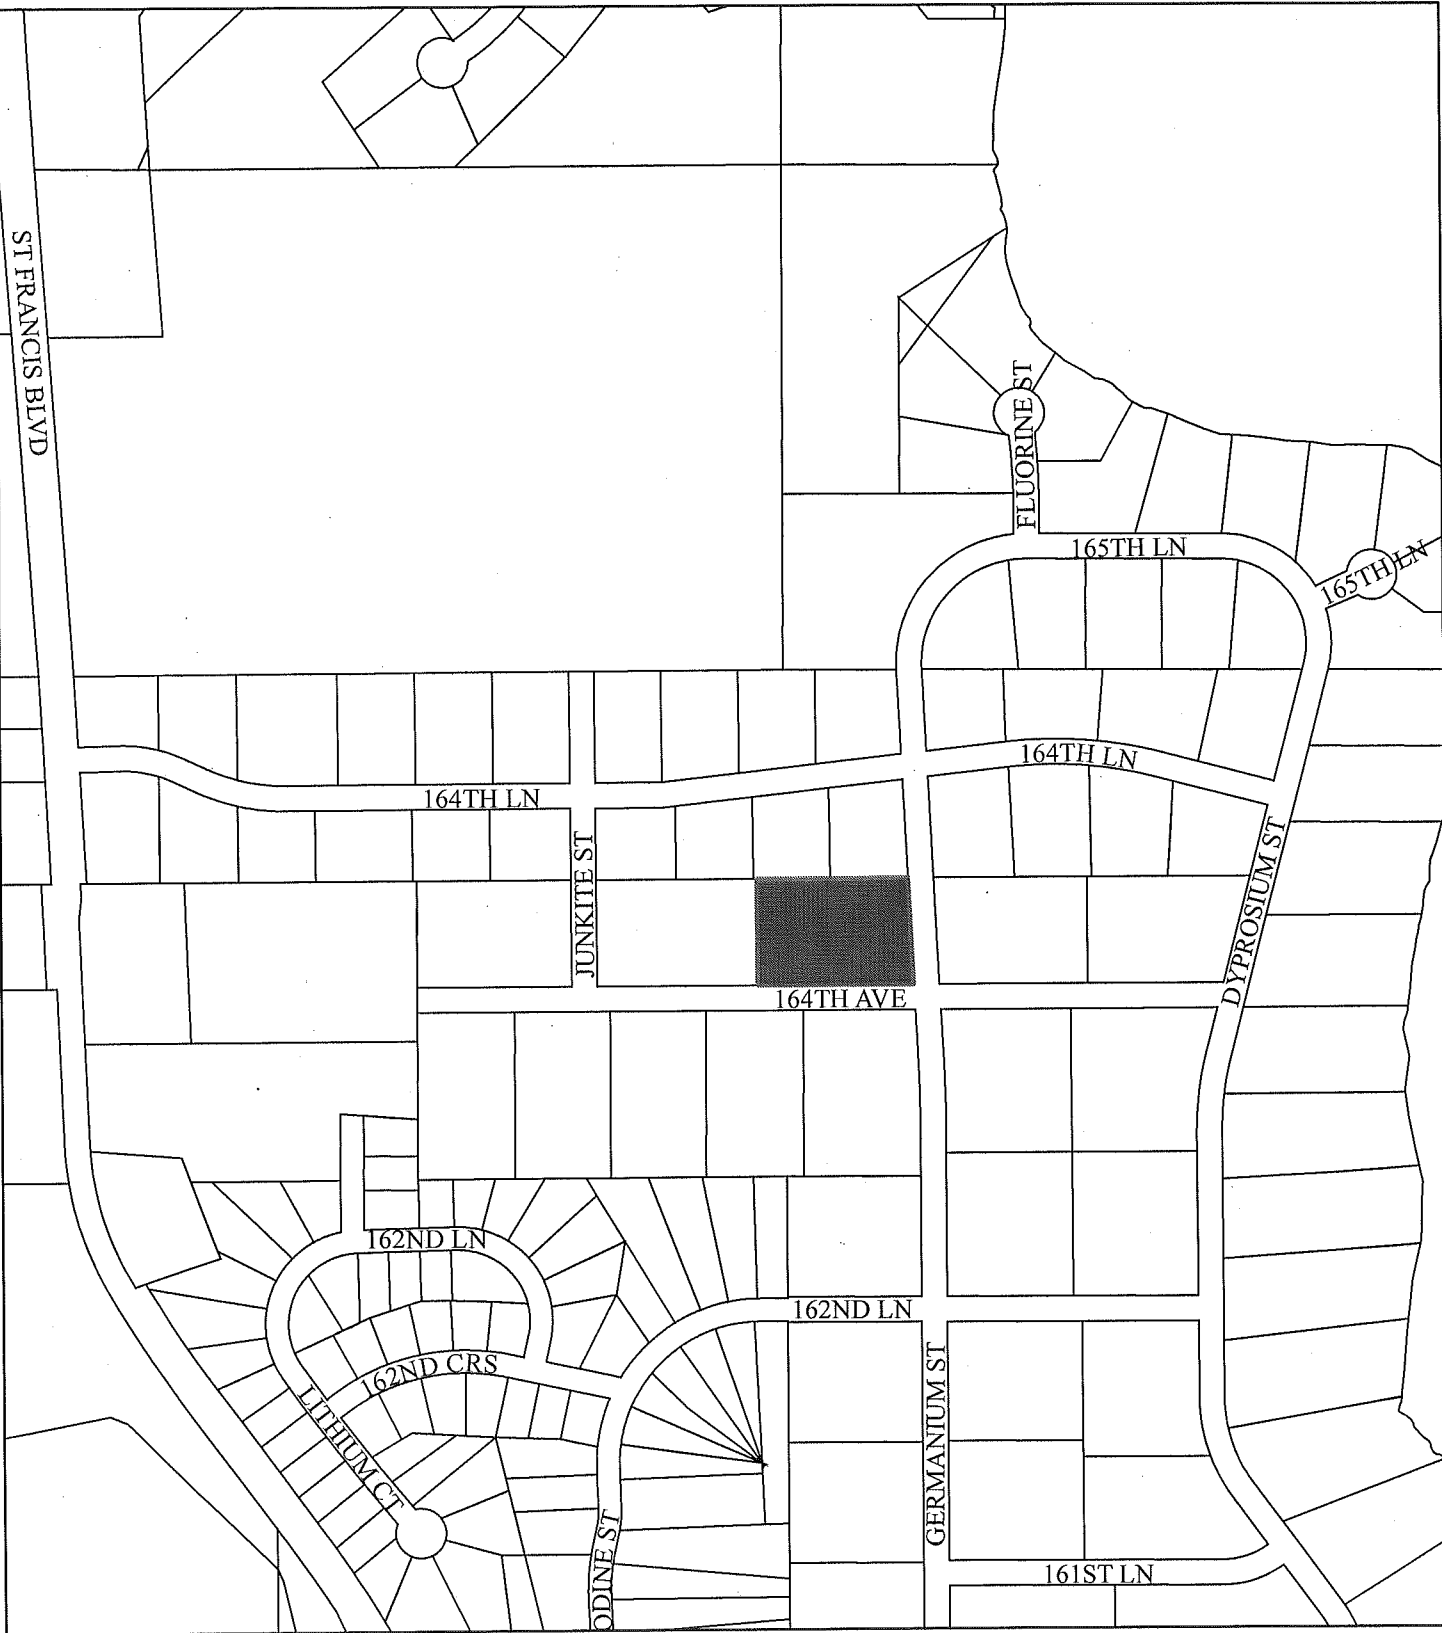 ST FRANCIS BLVD
FLUORINE ST
165TH LN
165TH LN
164TH LN
164TH LN
JUNKITE ST
DYPROSIUM ST
164TH AVE
162ND LN
162ND LN
162ND CRS
LITHIUM CT
GERMANIUM ST
ODINE ST
161ST LN